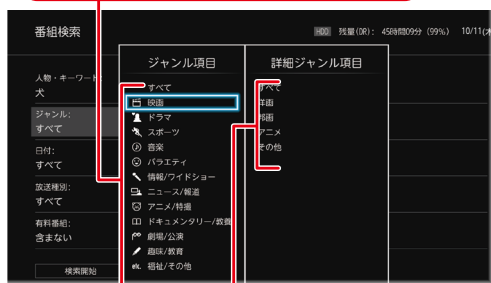 番組検索
HDD 残量(DR): 45時間09分 (99%) 10/11(木
人物・キーワード:
犬
ジャンル:
すべて
日付:
すべて
放送種別:
すべて
有料番組:
含まない
検索開始
ジャンル項目
すべて
映画
ドラマ
スポーツ
音楽
バラエティ
情報/ワイドショー
ニュース/報道
アニメ/特撮
ドキュメンタリー/教養
劇場/公演
趣味/教育
etc. 福祉/その他
詳細ジャンル項目
すべて
洋画
邦画
アニメ
その他